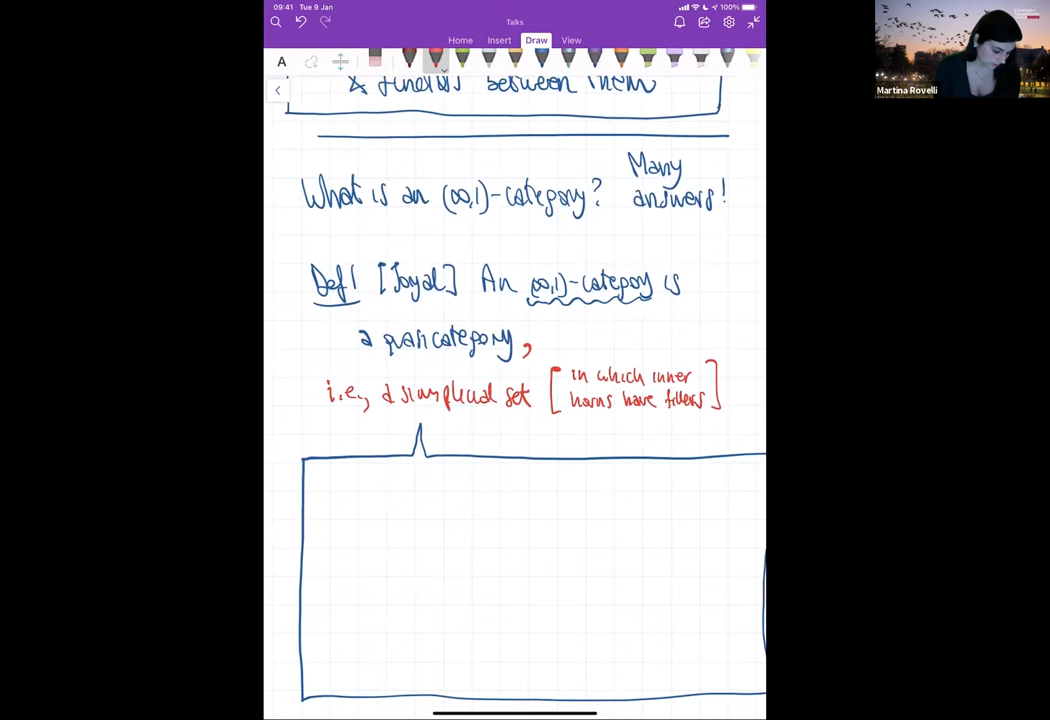 09:41 Tue 9 Jan
100%
Talks
Home Insert Draw View
A
& functors between them
What is an (∞,1)-category? Many answers!
Def 1 [Joyal] An (∞,1)-category is
a quasicategory,
i.e., a simplicial set [in which inner
horns have fillers]
Martina Rovelli